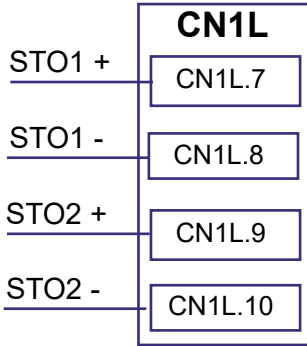 CN1L
STO1 +
CN1L.7
STO1 -
CN1L.8
STO2 +
CN1L.9
STO2 -
CN1L.10